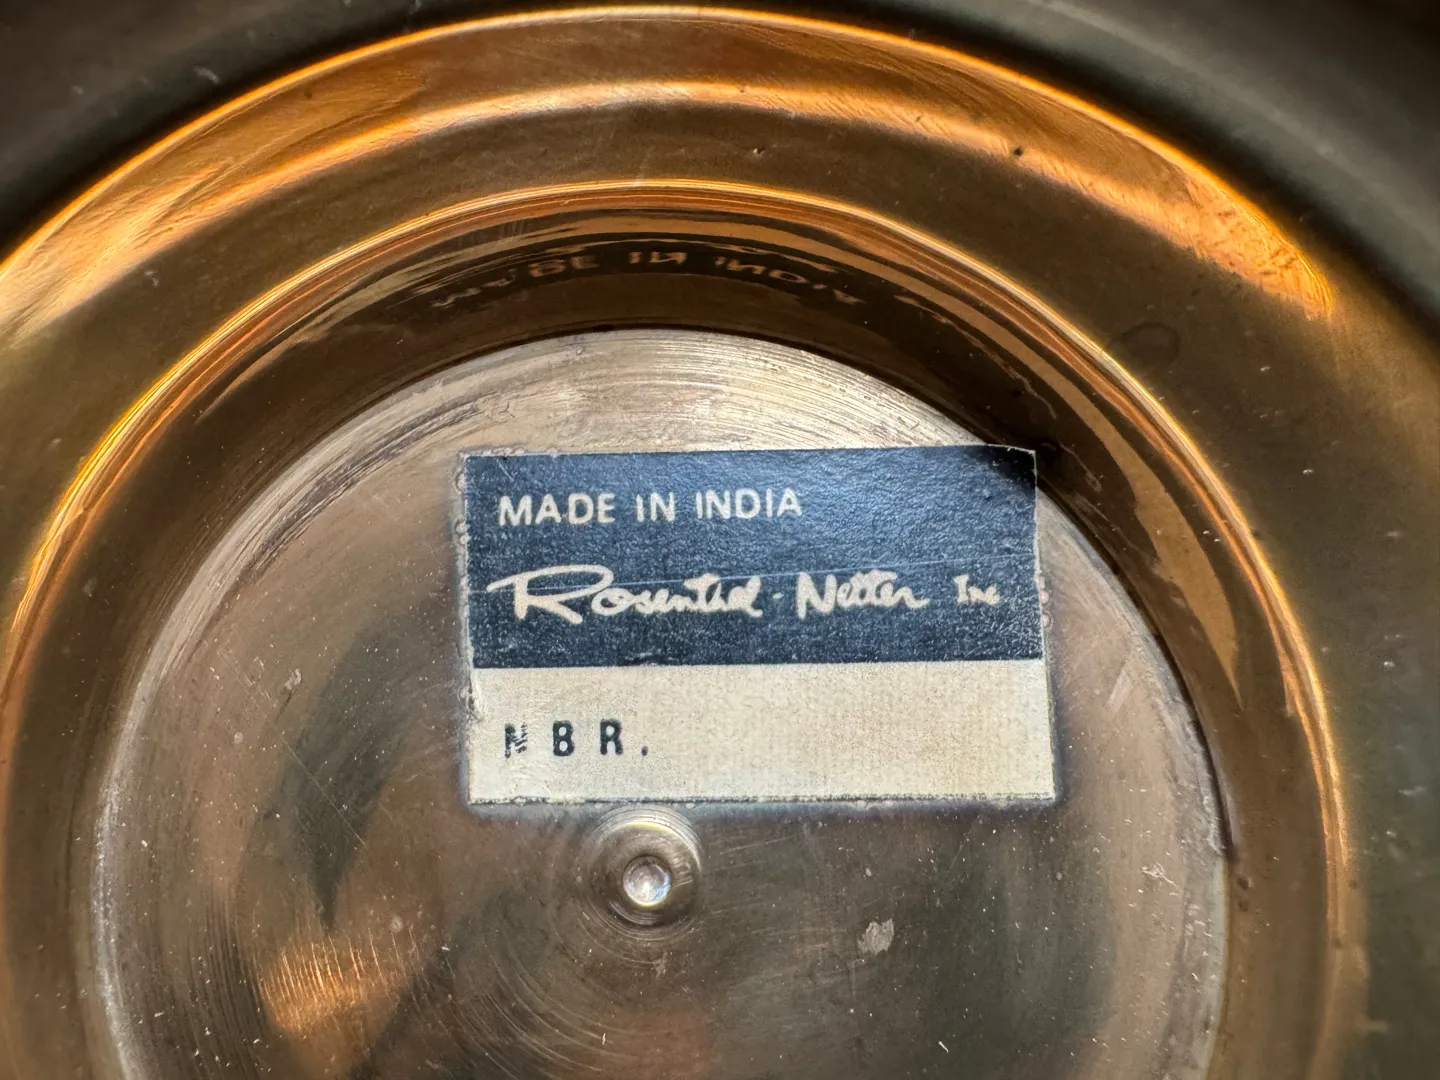 MADE IN INDIA
Rosenthal-Netter Inc
NBR.